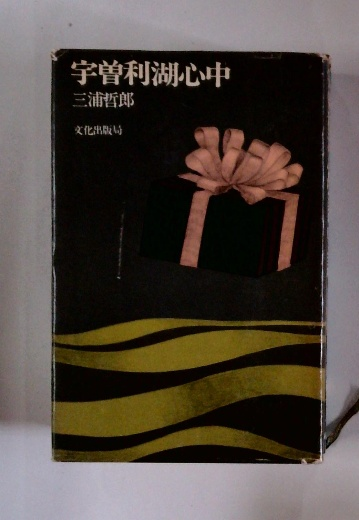 宇曽利湖心中
三浦哲郎
文化出版局